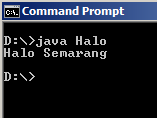 Command Prompt
D:\>java Halo
Halo Semarang
D:\>